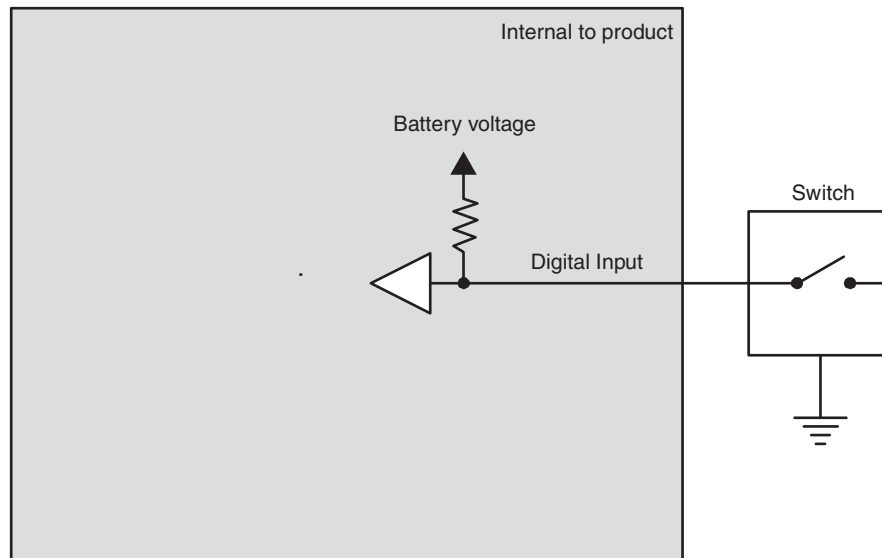 Internal to product
Battery voltage
Switch
Digital Input